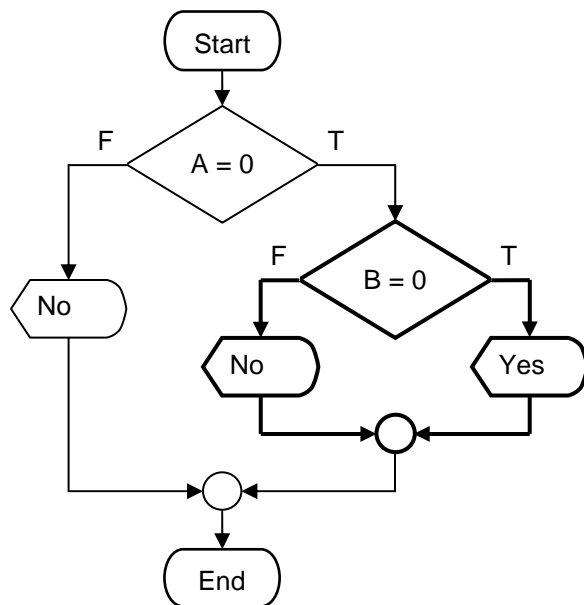 Start
F
T
A = 0
F
T
B = 0
No
No
Yes
End